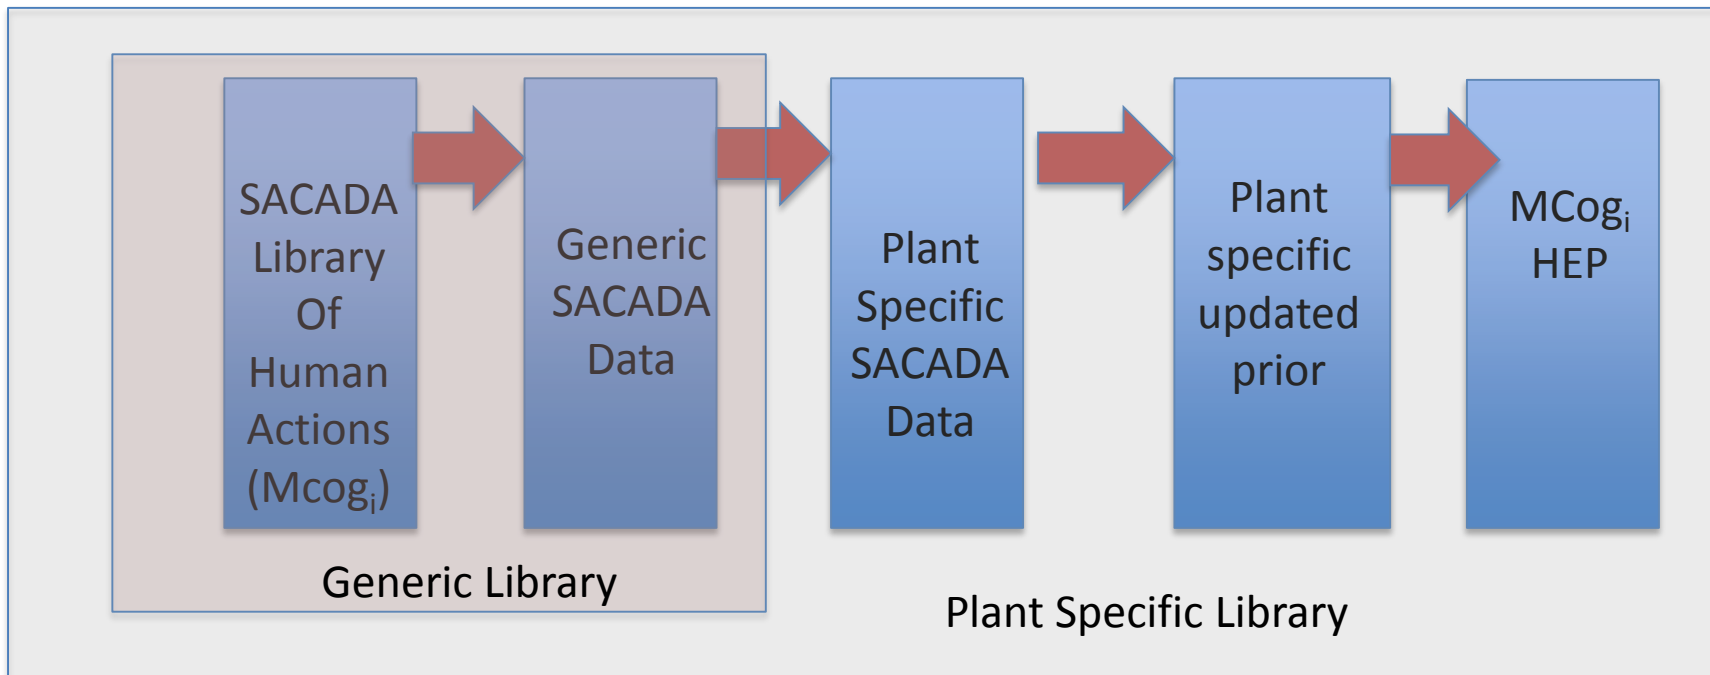 SACADA
Library
Of
Human
Actions
(Mcogi)
Generic
SACADA
Data
Plant
Specific
SACADA
Data
Plant
specific
updated
prior
MCogi
HEP
Generic Library
Plant Specific Library